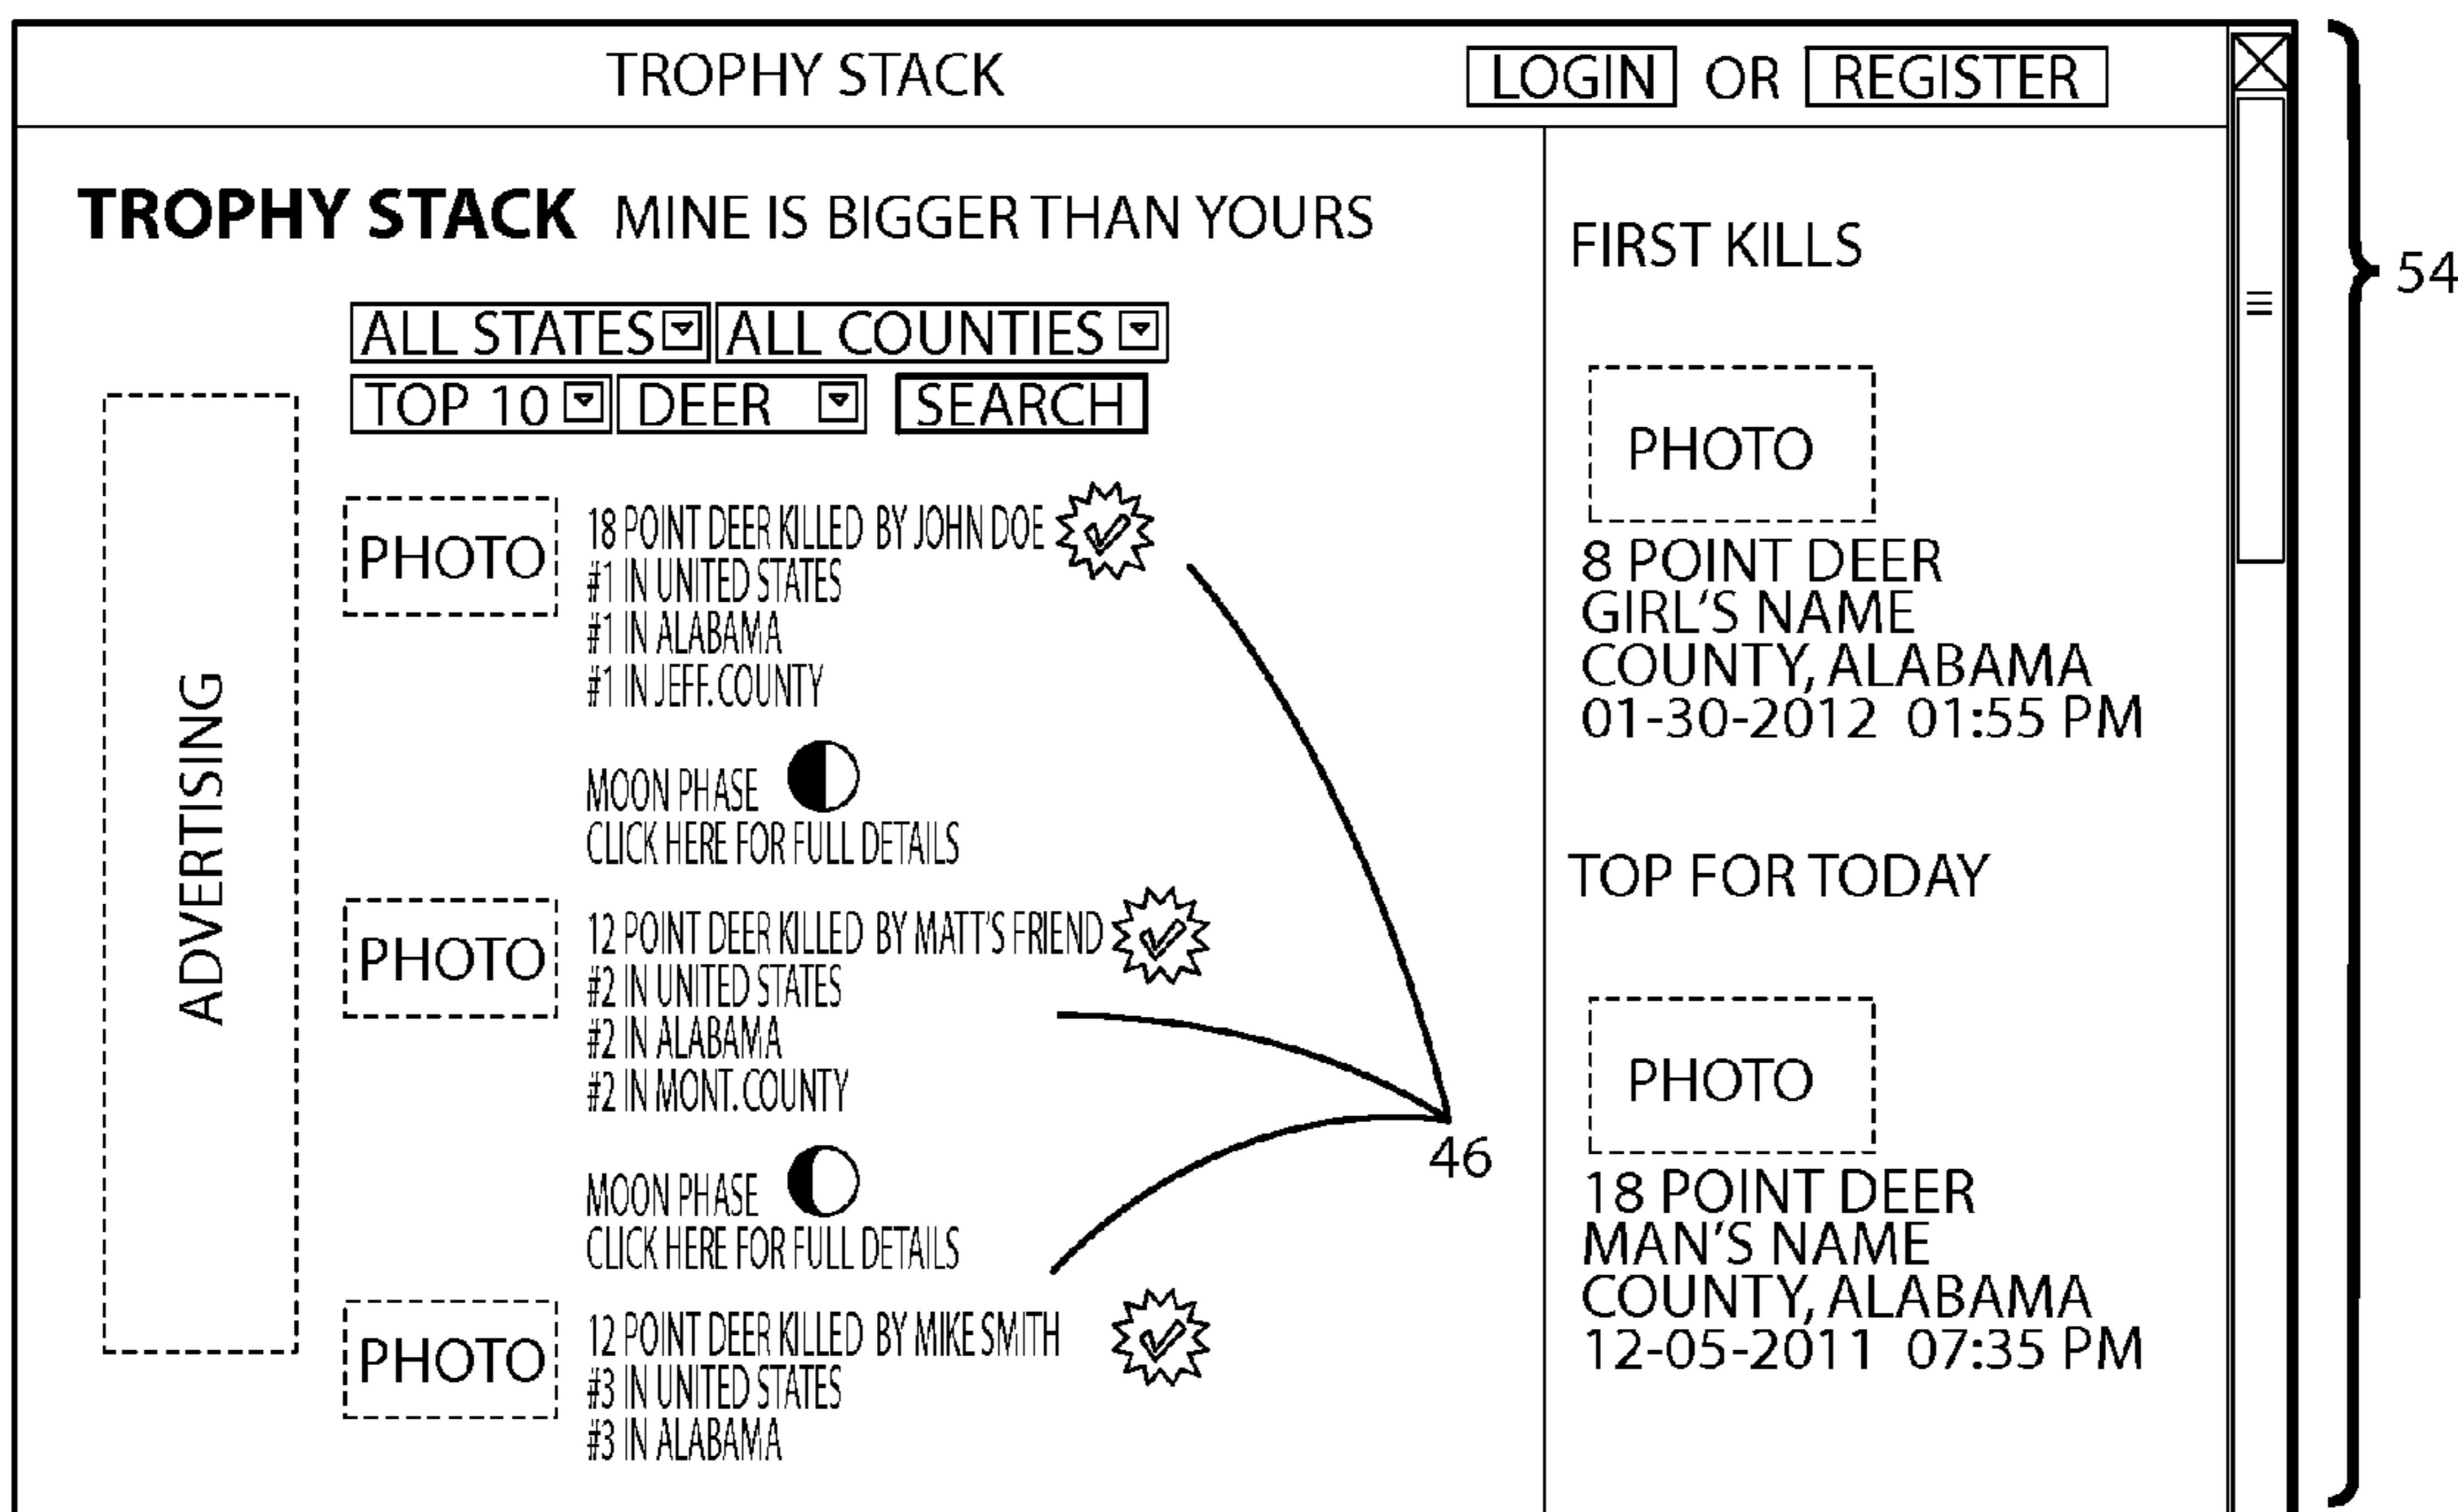 TROPHY STACK
LOGIN OR REGISTER
TROPHY STACK MINE IS BIGGER THAN YOURS
ALL STATES ALL COUNTIES
TOP 10 DEER SEARCH
ADVERTISING
PHOTO
18 POINT DEER KILLED BY JOHN DOE
#1 IN UNITED STATES
#1 IN ALABAMA
#1 IN JEFF. COUNTY
MOON PHASE
CLICK HERE FOR FULL DETAILS
PHOTO
12 POINT DEER KILLED BY MATT'S FRIEND
#2 IN UNITED STATES
#2 IN ALABAMA
#2 IN MONT. COUNTY
MOON PHASE
CLICK HERE FOR FULL DETAILS
PHOTO
12 POINT DEER KILLED BY MIKE SMITH
#3 IN UNITED STATES
#3 IN ALABAMA
46
FIRST KILLS
PHOTO
8 POINT DEER
GIRL'S NAME
COUNTY, ALABAMA
01-30-2012 01:55 PM
TOP FOR TODAY
PHOTO
18 POINT DEER
MAN'S NAME
COUNTY, ALABAMA
12-05-2011 07:35 PM
54